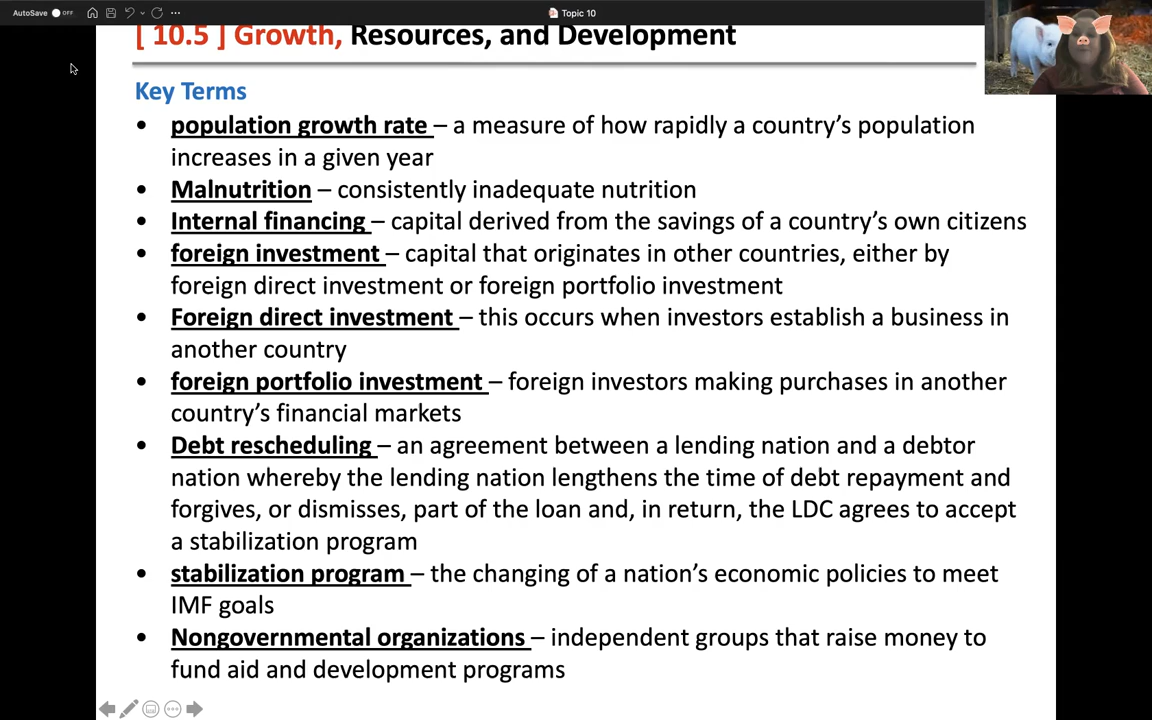 AutoSave OFF
Topic 10
[ 10.5 ] Growth, Resources, and Development
Key Terms
• population growth rate – a measure of how rapidly a country’s population
increases in a given year
• Malnutrition – consistently inadequate nutrition
• Internal financing – capital derived from the savings of a country’s own citizens
• foreign investment – capital that originates in other countries, either by
foreign direct investment or foreign portfolio investment
• Foreign direct investment – this occurs when investors establish a business in
another country
• foreign portfolio investment – foreign investors making purchases in another
country’s financial markets
• Debt rescheduling – an agreement between a lending nation and a debtor
nation whereby the lending nation lengthens the time of debt repayment and
forgives, or dismisses, part of the loan and, in return, the LDC agrees to accept
a stabilization program
• stabilization program – the changing of a nation’s economic policies to meet
IMF goals
• Nongovernmental organizations – independent groups that raise money to
fund aid and development programs